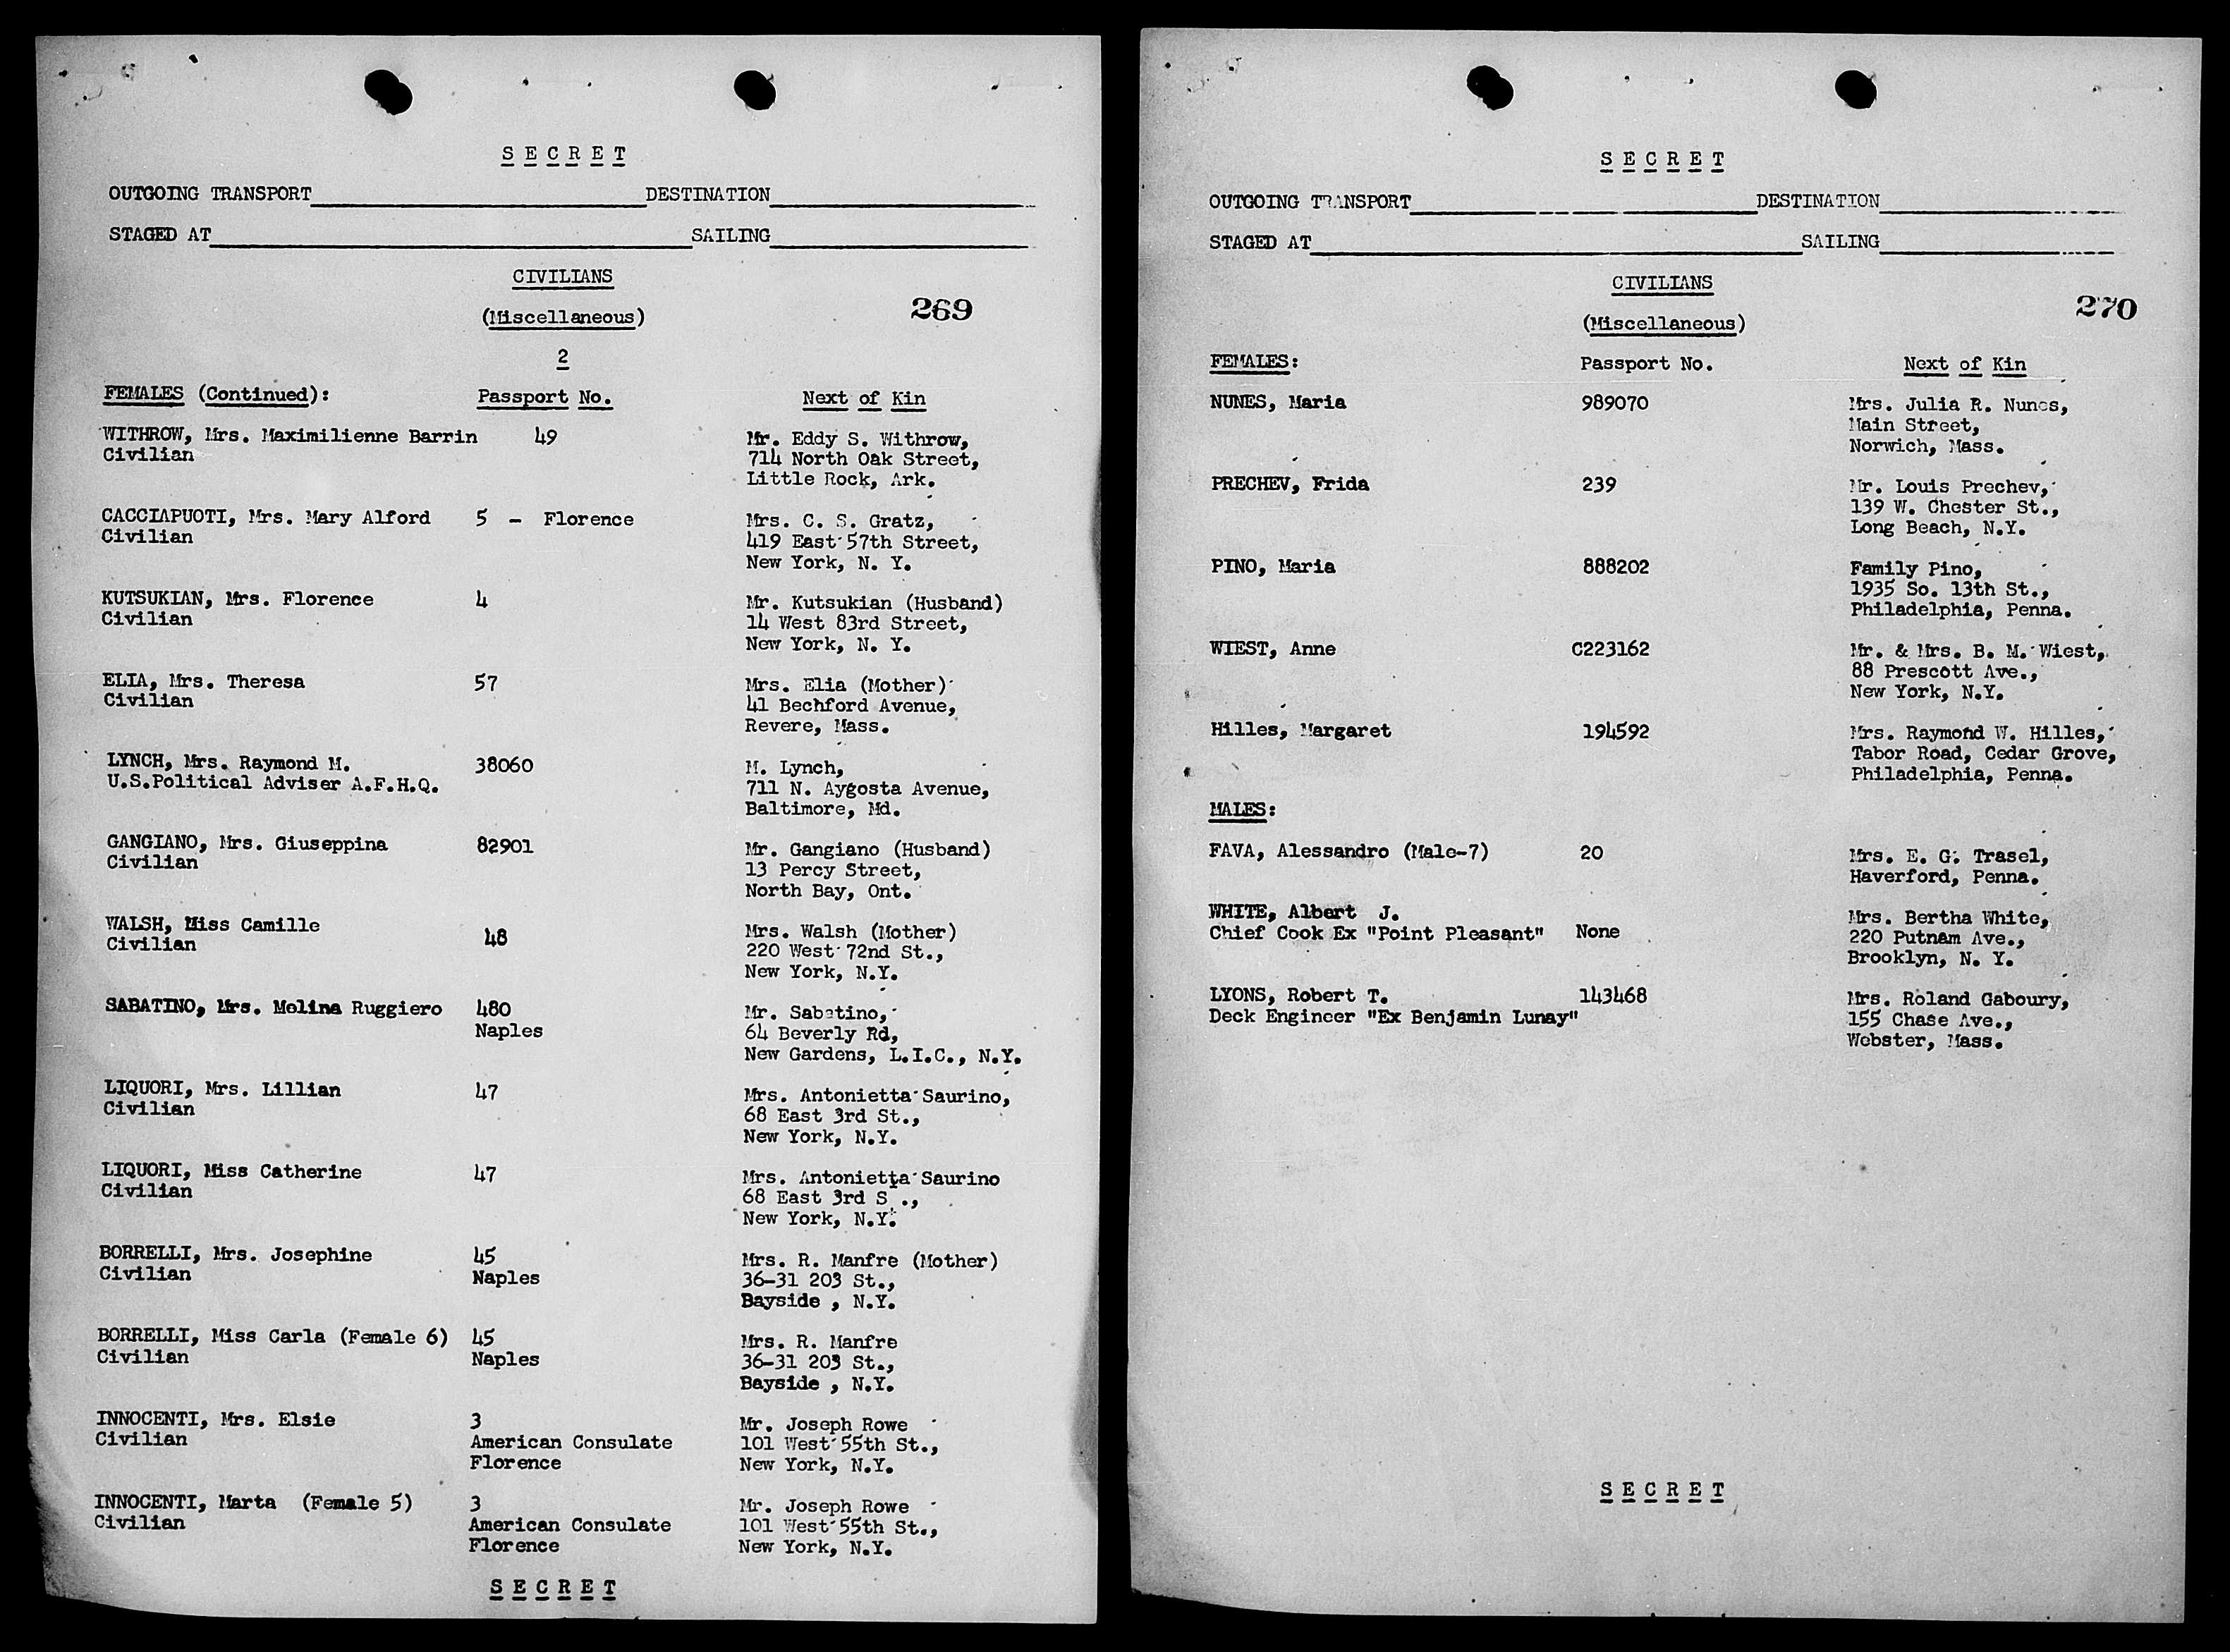 S E C R E T
OUTGOING TRANSPORT DESTINATION
STAGED AT SAILING
CIVILIANS
269
(Miscellaneous)
2
FEMALES (Continued): Passport No. Next of Kin
WITHROW, Mrs. Maximilienne Barrin 49 Mr. Eddy S. Withrow,
Civilian 714 North Oak Street,
Little Rock, Ark.
CACCIAPUOTI, Mrs. Mary Alford 5 - Florence Mrs. C. S. Gratz,
Civilian 419 East 57th Street,
New York, N. Y.
KUTSUKIAN, Mrs. Florence 4 Mr. Kutsukian (Husband)
Civilian 14 West 83rd Street,
New York, N. Y.
ELIA, Mrs. Theresa 57 Mrs. Elia (Mother)
Civilian 41 Bechford Avenue,
Revere, Mass.
LYNCH, Mrs. Raymond M. 38060 M. Lynch,
U.S.Political Adviser A.F.H.Q. 711 N. Aygosta Avenue,
Baltimore, Md.
GANGIANO, Mrs. Giuseppina 82901 Mr. Gangiano (Husband)
Civilian 13 Percy Street,
North Bay, Ont.
WALSH, Miss Camille 48 Mrs. Walsh (Mother)
Civilian 220 West 72nd St.,
New York, N.Y.
SABATINO, Mrs. Molina Ruggiero 480 Mr. Sabatino,
Naples 64 Beverly Rd,
New Gardens, L.I.C., N.Y.
LIQUORI, Mrs. Lillian 47 Mrs. Antonietta Saurino,
Civilian 68 East 3rd St.,
New York, N.Y.
LIQUORI, Miss Catherine 47 Mrs. Antonietta Saurino
Civilian 68 East 3rd S .,
New York, N.Y.
BORRELLI, Mrs. Josephine 45 Mrs. R. Manfre (Mother)
Civilian Naples 36-31 203 St.,
Bayside , N.Y.
BORRELLI, Miss Carla (Female 6) 45 Mrs. R. Manfre
Civilian Naples 36-31 203 St.,
Bayside , N.Y.
INNOCENTI, Mrs. Elsie 3 Mr. Joseph Rowe
Civilian American Consulate 101 West 55th St.,
Florence New York, N.Y.
INNOCENTI, Marta (Female 5) 3 Mr. Joseph Rowe
Civilian American Consulate 101 West 55th St.,
Florence New York, N.Y.
S E C R E T
S E C R E T
OUTGOING TRANSPORT DESTINATION
STAGED AT SAILING
CIVILIANS
270
(Miscellaneous)
FEMALES: Passport No. Next of Kin
NUNES, Maria 989070 Mrs. Julia R. Nunes,
Main Street,
Norwich, Mass.
PRECHEV, Frida 239 Mr. Louis Prechev,
139 W. Chester St.,
Long Beach, N.Y.
PINO, Maria 888202 Family Pino,
1935 So. 13th St.,
Philadelphia, Penna.
WIEST, Anne C223162 Mr. & Mrs. B. M. Wiest,
88 Prescott Ave.,
New York, N.Y.
Hilles, Margaret 194592 Mrs. Raymond W. Hilles,
Tabor Road, Cedar Grove,
Philadelphia, Penna.
MALES:
FAVA, Alessandro (Male-7) 20 Mrs. E. G. Trasel,
Haverford, Penna.
WHITE, Albert J. Mrs. Bertha White,
Chief Cook Ex "Point Pleasant" None 220 Putnam Ave.,
Brooklyn, N. Y.
LYONS, Robert T. 143468 Mrs. Roland Gaboury,
Deck Engineer "Ex Benjamin Lunay" 155 Chase Ave.,
Webster, Mass.
S E C R E T